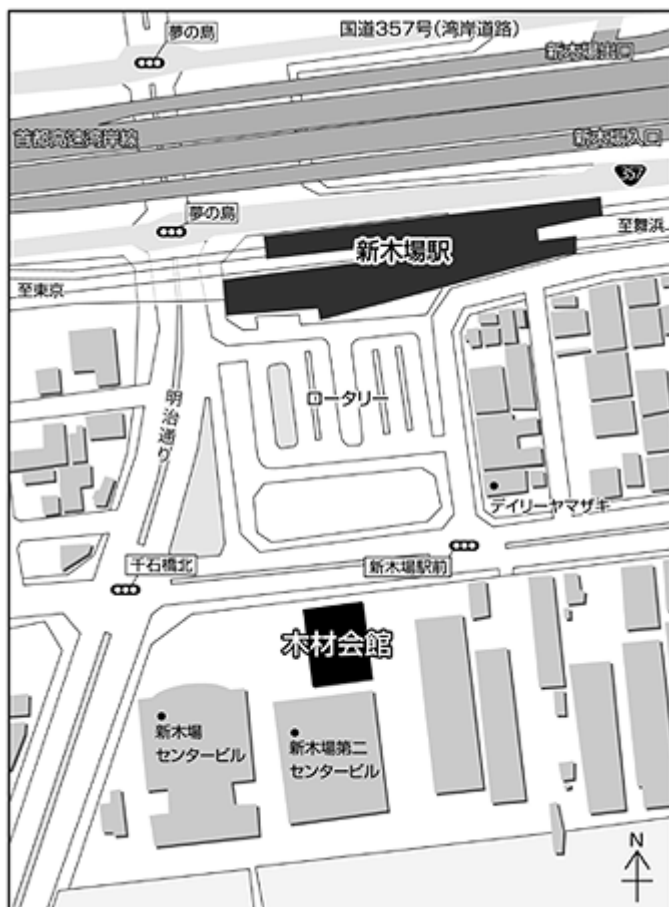 夢の島
国道357号(湾岸道路)
新木場出口
首都高速湾岸線
新木場入口
357
夢の島
至舞浜
新木場駅
至東京
ロータリー
明治通り
デイリーヤマザキ
千石橋北
新木場駅前
木材会館
新木場
センタービル
新木場第二
センタービル
N